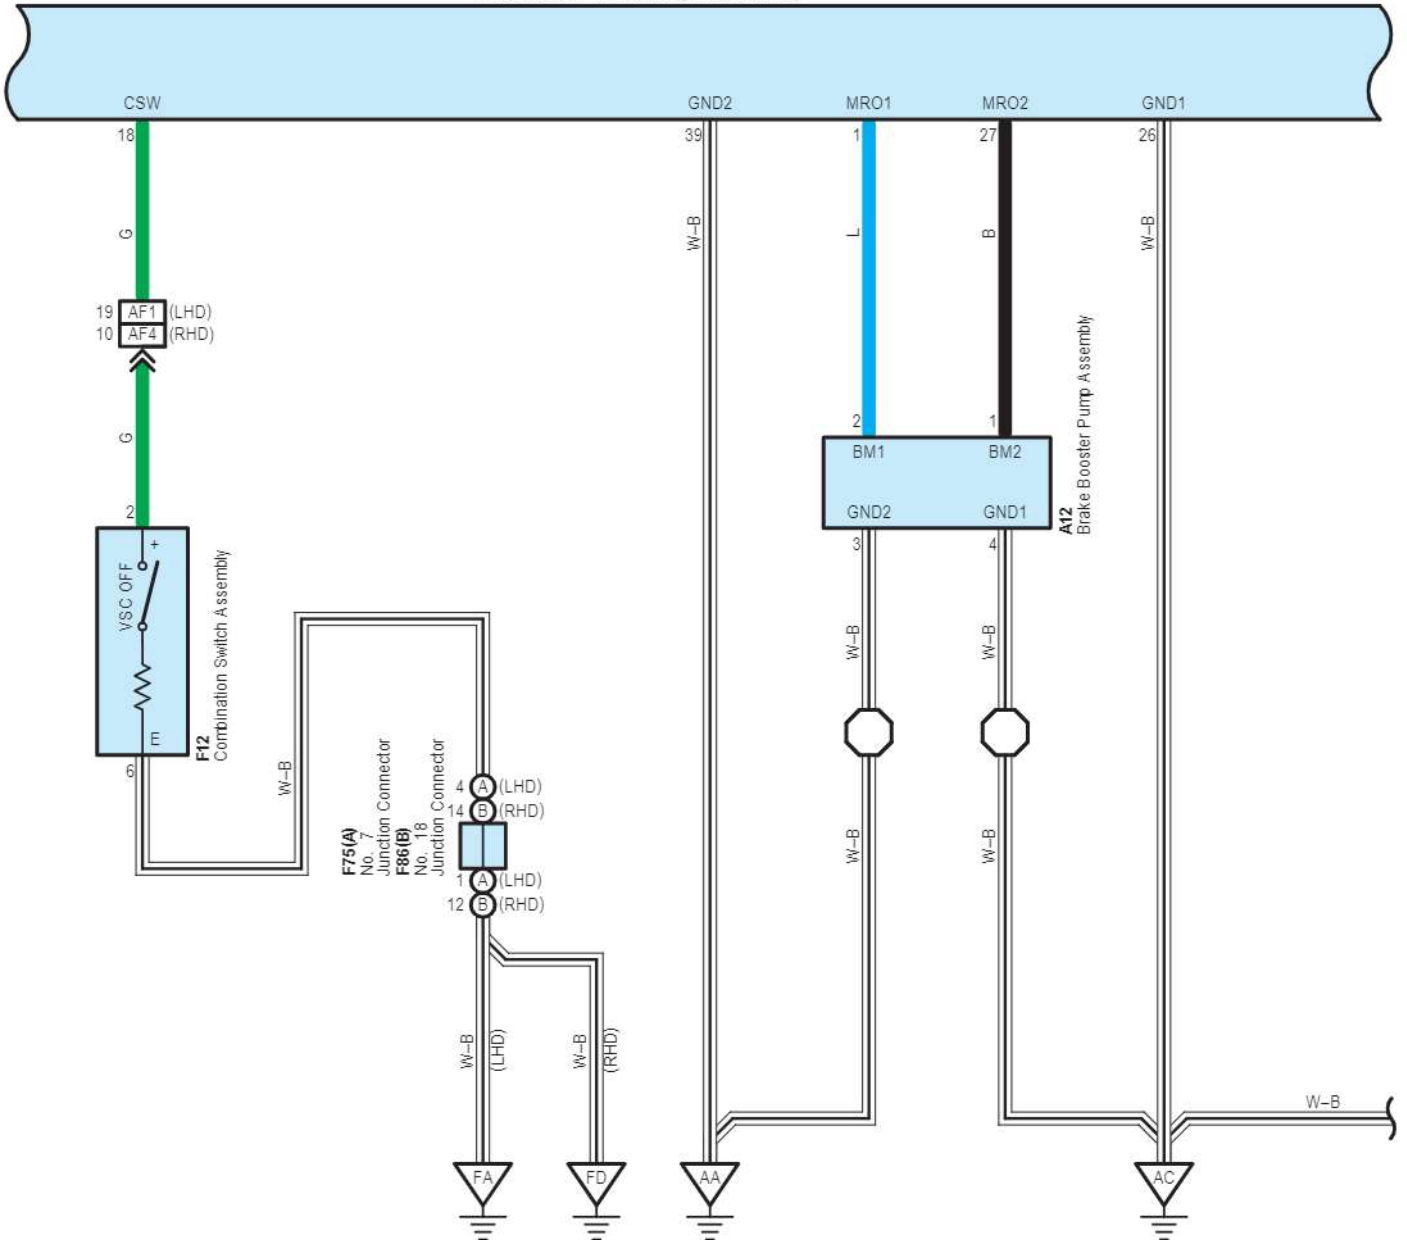 CSW GND2 MRO1 MRO2 GND1
18 39 1 27 26
G W–B L B W–B
19 AF1 (LHD)
10 AF4 (RHD)
G
2 1
BM1 BM2
GND2 GND1
A12
Brake Booster Pump Assembly
3 4
2
+
VSC OFF
E
F12
Combination Switch Assembly
6
W–B W–B
W–B
F75(A)
No. 7
Junction Connector
F86(B)
No. 18
Junction Connector
4 A (LHD)
14 B (RHD)
1 A (LHD)
12 B (RHD)
W–B W–B
W–B (LHD)
W–B (RHD)
W–B
FA FD AA AC